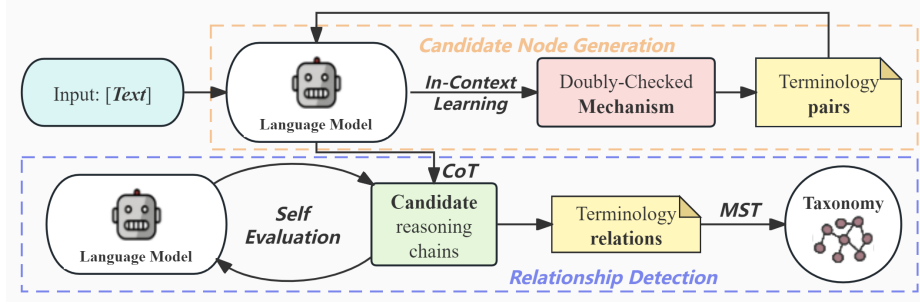 Candidate Node Generation
Input: [Text]
Language Model
In-Context
Learning
Doubly-Checked
Mechanism
Terminology
pairs
CoT
Language Model
Self
Evaluation
Candidate
reasoning
chains
Terminology
relations
MST
Taxonomy
Relationship Detection